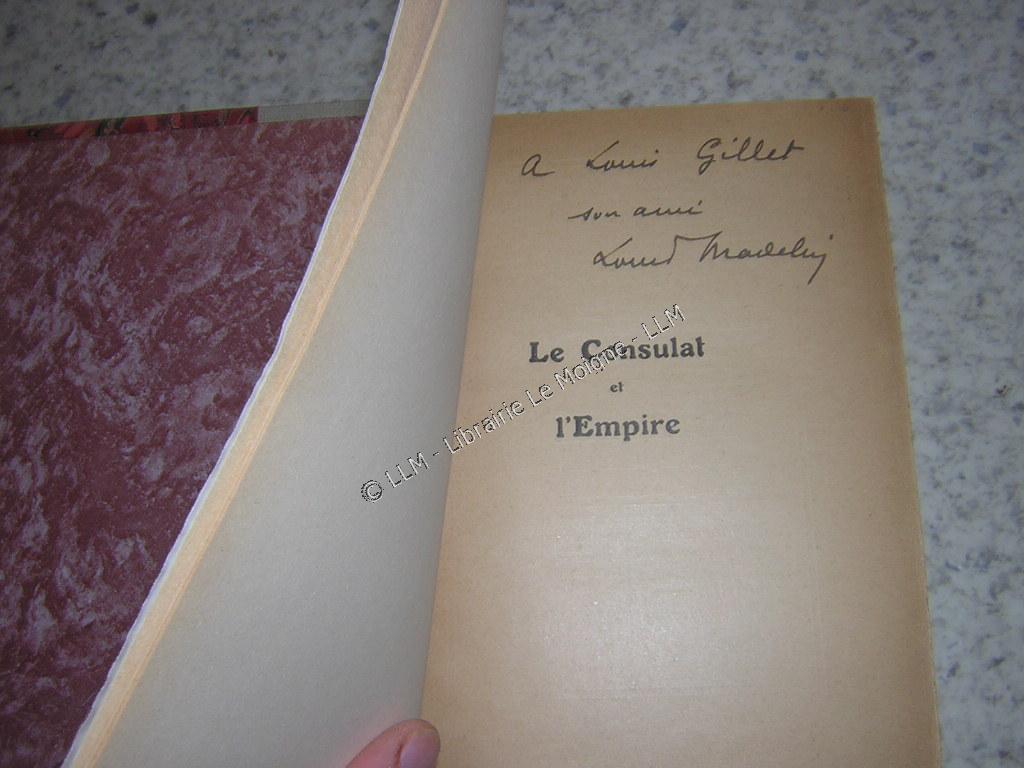 A Louis Gillet
son ami
Louis Madelin
Le Consulat
et
l'Empire
© LLM - Librairie Le Moigne - LLM